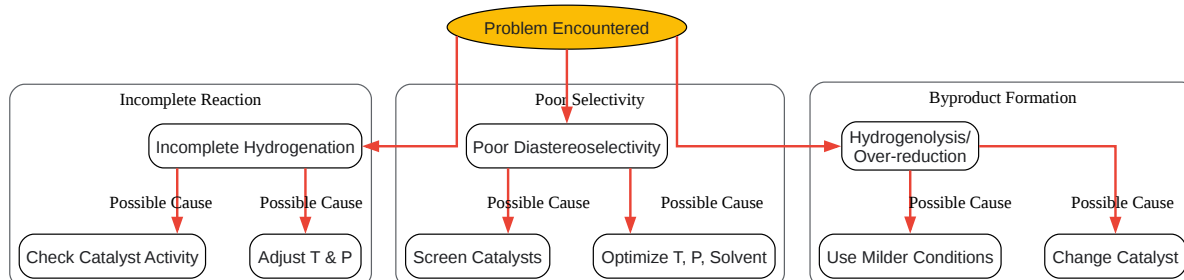 Problem Encountered
Incomplete Reaction
Poor Selectivity
Byproduct Formation
Incomplete Hydrogenation
Poor Diastereoselectivity
Hydrogenolysis/
Over-reduction
Possible Cause
Possible Cause
Possible Cause
Possible Cause
Possible Cause
Possible Cause
Check Catalyst Activity
Adjust T & P
Screen Catalysts
Optimize T, P, Solvent
Use Milder Conditions
Change Catalyst